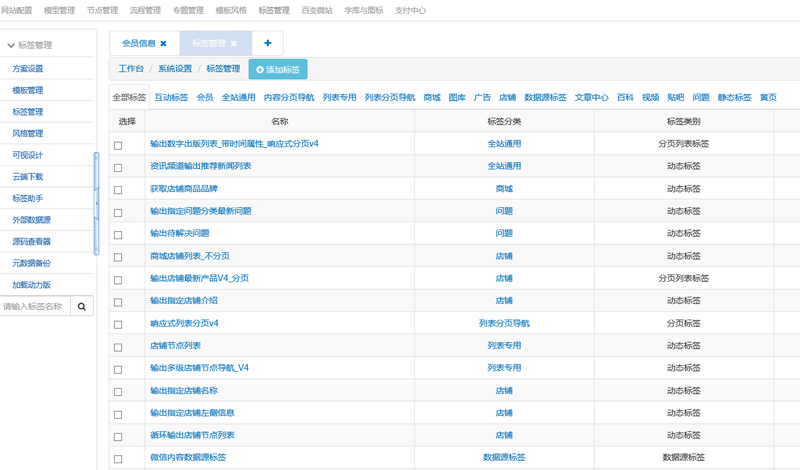 网站配置 模型管理 节点管理 流程管理 专题管理 模板风格 标签管理 百变微站 字库与图标 支付中心
标签管理
方案设置
模板管理
标签管理
风格管理
可视设计
云端下载
标签助手
外部数据源
源码查看器
元数据备份
加载动力版
请输入标签名称
会员信息 ✖ 标签管理 ✖ +
工作台 / 系统设置 / 标签管理 添加标签
全部标签 互动标签 会员 全站通用 内容分页导航 列表专用 列表分页导航 商城 图库 广告 店铺 数据源标签 文章中心 百科 视频 贴吧 问题 静态标签 黄页
选择 名称 标签分类 标签类别
输出数字出版列表_带时间属性_响应式分页v4 全站通用 分页列表标签
资讯频道输出推荐新闻列表 全站通用 动态标签
获取店铺商品品牌 商城 动态标签
输出指定问题分类最新问题 问题 动态标签
输出待解决问题 问题 动态标签
商城店铺列表_不分页 店铺 动态标签
输出店铺最新产品V4_分页 店铺 分页列表标签
输出指定店铺介绍 店铺 动态标签
响应式列表分页v4 列表分页导航 分页标签
店铺节点列表 列表专用 动态标签
输出多级店铺节点导航_V4 列表专用 动态标签
输出指定店铺名称 店铺 动态标签
输出指定店铺左侧信息 店铺 动态标签
循环输出店铺节点列表 店铺 动态标签
微信内容数据源标签 数据源标签 数据源标签